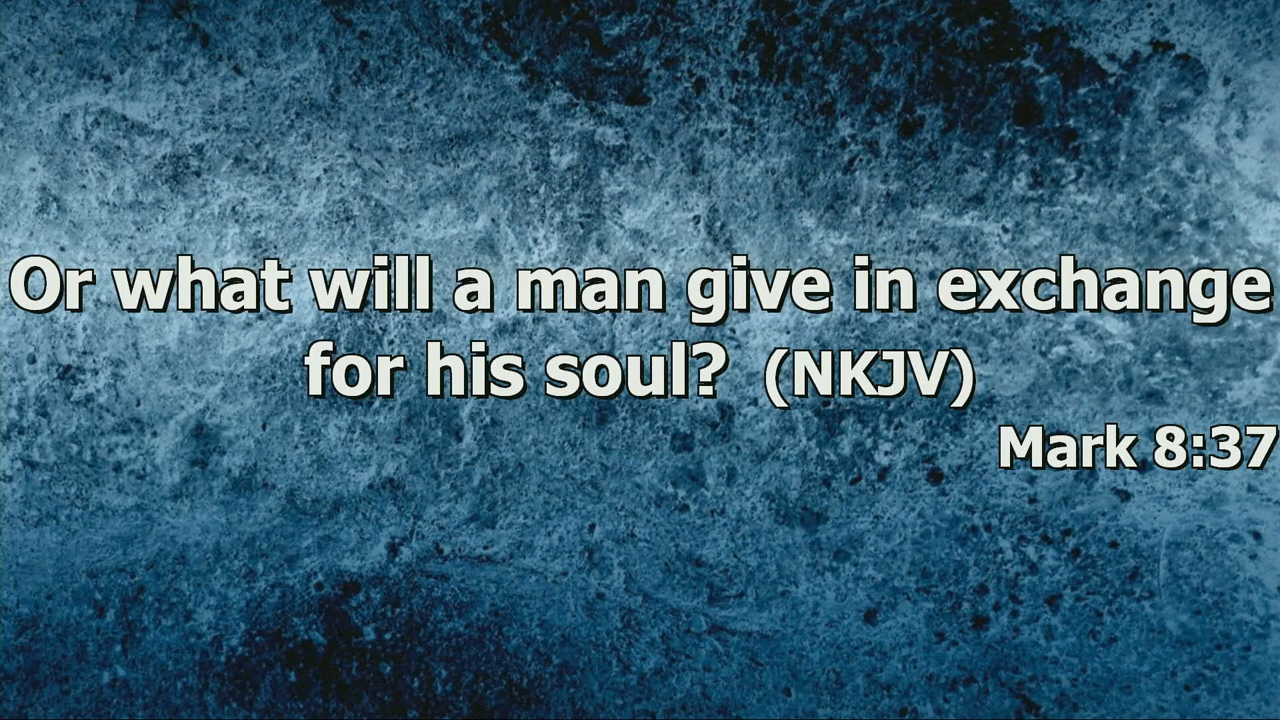 Or what will a man give in exchange
for his soul? (NKJV)
Mark 8:37